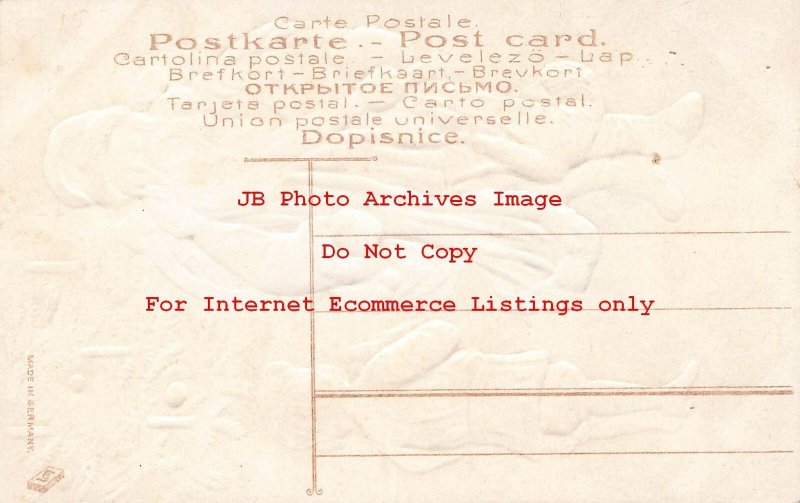 15
Carte Postale.
Postkarte. – Post card.
Cartolina postale. – Levelezö – Lap.
Brefkort – Briefkaart. – Brevkort
ОТКРЫТОЕ ПИСЬМО.
Tarjeta postal. – Carto postal.
Union postale universelle.
Dopisnice.
JB Photo Archives Image
Do Not Copy
For Internet Ecommerce Listings only
MADE IN GERMANY.